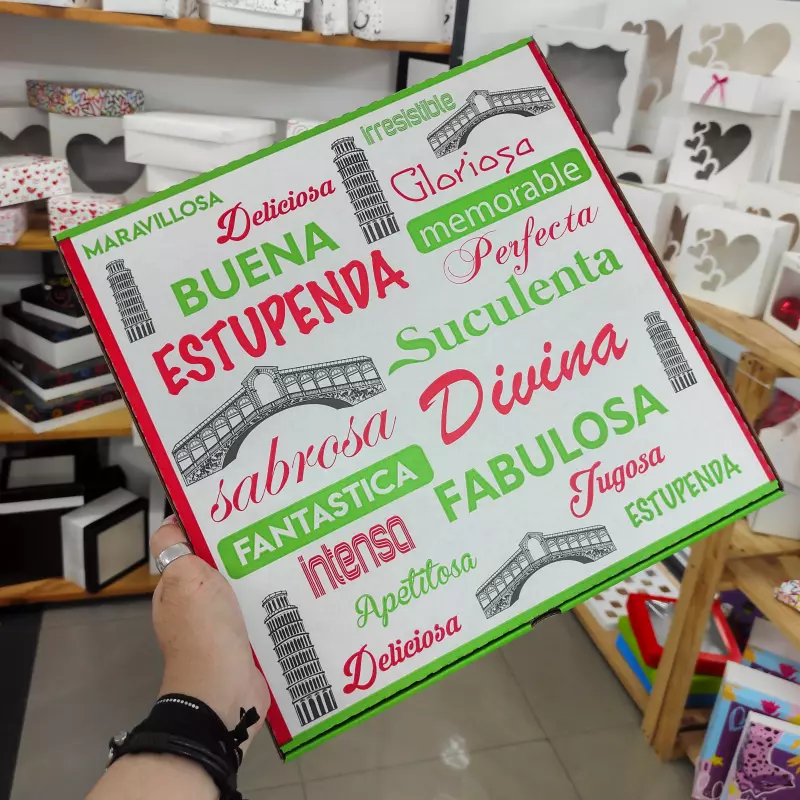 irresistible
MARAVILLOSA
Deliciosa
Gloriosa
BUENA
memorable
ESTUPENDA
Perfecta
Suculenta
Divina
sabrosa
FABULOSA
FANTASTICA
Jugosa
intensa
ESTUPENDA
Apetitosa
Deliciosa